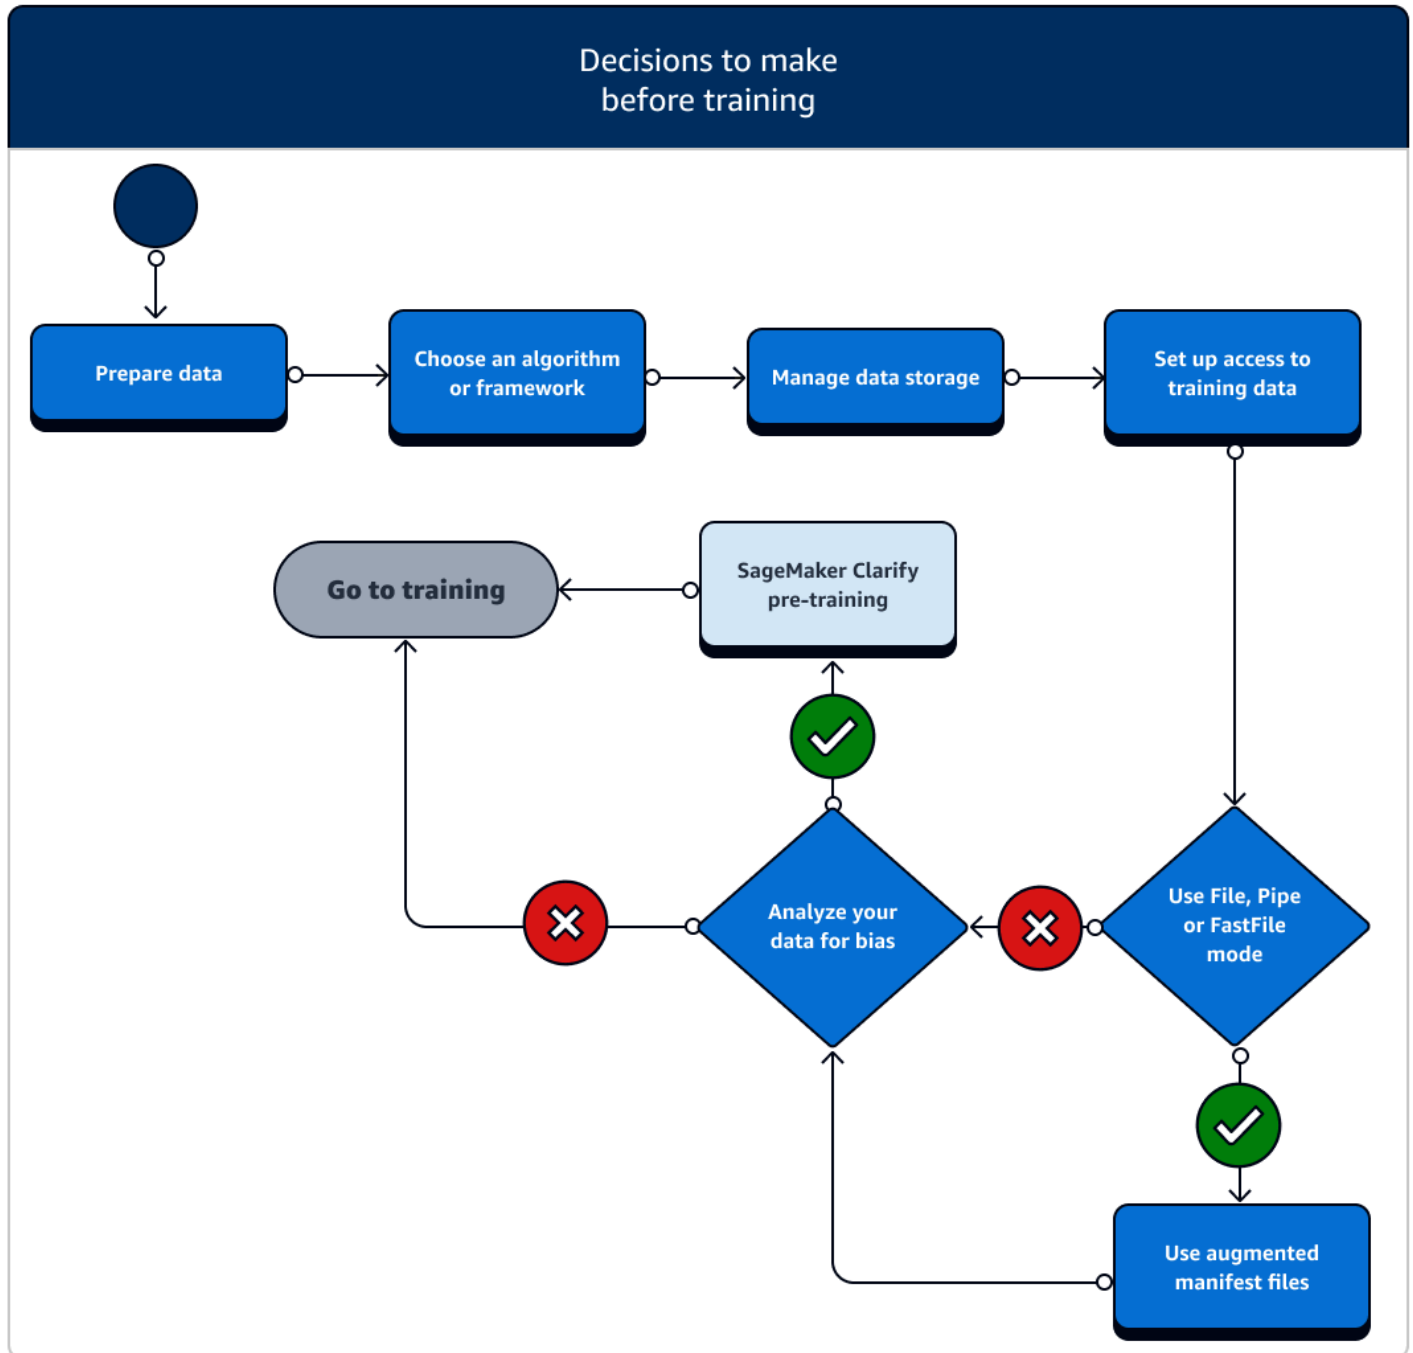 Decisions to make
before training
Prepare data
Choose an algorithm
or framework
Manage data storage
Set up access to
training data
Go to training
SageMaker Clarify
pre-training
Analyze your
data for bias
Use File, Pipe
or FastFile
mode
Use augmented
manifest files